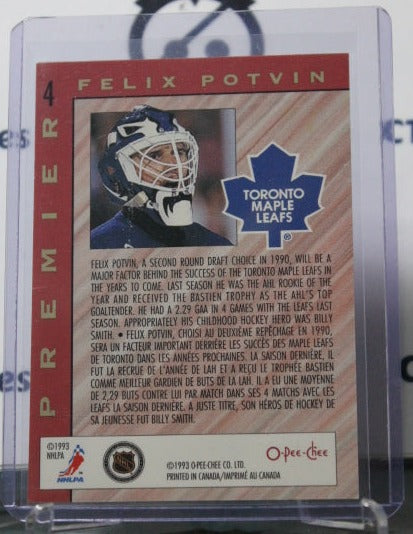 4
FELIX POTVIN
PREMIER
TORONTO
MAPLE
LEAFS
®
FELIX POTVIN, A SECOND ROUND DRAFT CHOICE IN 1990, WILL BE A
MAJOR FACTOR BEHIND THE SUCCESS OF THE TORONTO MAPLE LEAFS IN
THE YEARS TO COME. LAST SEASON HE WAS THE AHL ROOKIE OF THE
YEAR AND RECEIVED THE BASTIEN TROPHY AS THE AHL'S TOP
GOALTENDER. HE HAD A 2.29 GAA IN 4 GAMES WITH THE LEAFS LAST
SEASON. APPROPRIATELY HIS CHILDHOOD HOCKEY HERO WAS BILLY
SMITH. • FELIX POTVIN, CHOISI AU DEUXIÈME REPÊCHAGE EN 1990,
SERA UN FACTEUR IMPORTANT DERRIÈRE LES SUCCÈS DES MAPLE LEAFS
DE TORONTO DANS LES ANNÉES PROCHAINES. LA SAISON DERNIÈRE, IL
FUT LA RECRUE DE L'ANNÉE DE LAH ET A REÇU LE TROPHÉE BASTIEN
COMME MEILLEUR GARDIEN DE BUTS DE LA LAH. IL A EU UNE MOYENNE
DE 2,29 BUTS CONTRE LUI PAR MATCH DANS SES 4 MATCHS AVEC LES
LEAFS LA SAISON DERNIÈRE. A JUSTE TITRE, SON HÉROS DE HOCKEY DE
SA JEUNESSE FUT BILLY SMITH.
©1993
NHLPA
NHLPA
NHL
O-PEE-CHEE
©1993 O-PEE-CHEE CO. LTD.
PRINTED IN CANADA/IMPRIMÉ AU CANADA